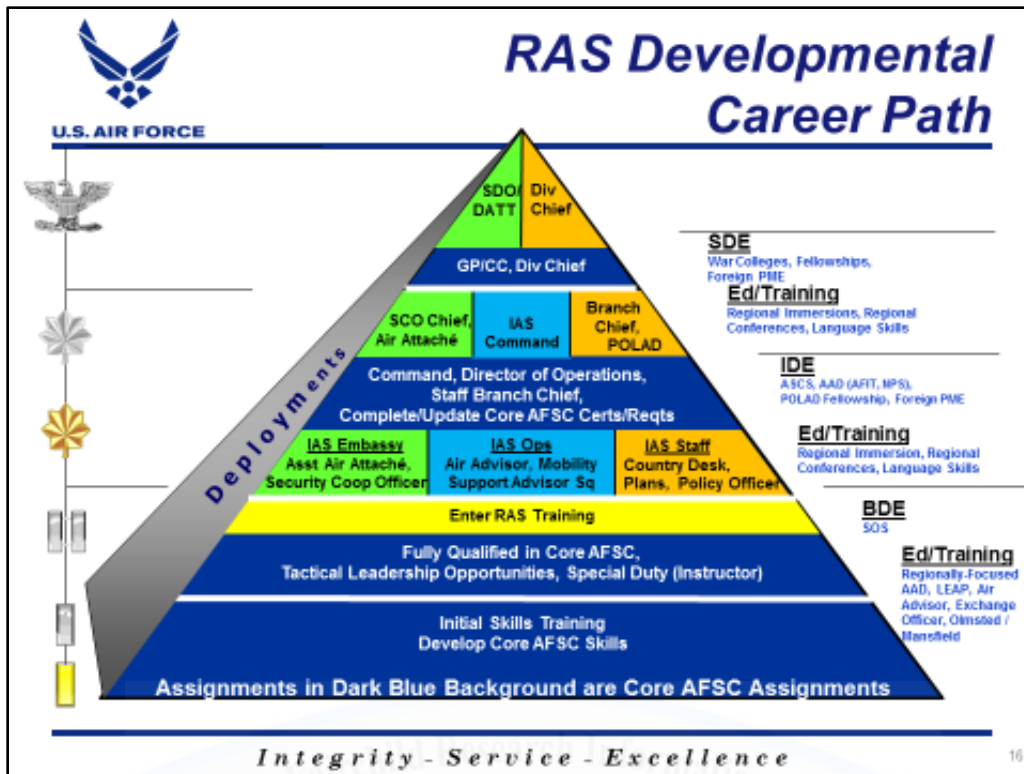 RAS Developmental
Career Path
U.S. AIR FORCE
SDO/
DATT
Div
Chief
GP/CC, Div Chief
SCO Chief,
Air Attaché
IAS
Command
Branch
Chief,
POLAD
Command, Director of Operations,
Staff Branch Chief,
Complete/Update Core AFSC Certs/Reqts
IAS Embassy
Asst Air Attaché,
Security Coop Officer
IAS Ops
Air Advisor, Mobility
Support Advisor Sq
IAS Staff
Country Desk,
Plans, Policy Officer
Enter RAS Training
Fully Qualified in Core AFSC,
Tactical Leadership Opportunities, Special Duty (Instructor)
Initial Skills Training
Develop Core AFSC Skills
Assignments in Dark Blue Background are Core AFSC Assignments
Deployments
SDE
War Colleges, Fellowships,
Foreign PME
Ed/Training
Regional Immersions, Regional
Conferences, Language Skills
IDE
ASCS, AAD (AFIT, NPS),
POLAD Fellowship, Foreign PME
Ed/Training
Regional Immersion, Regional
Conferences, Language Skills
BDE
SOS
Ed/Training
Regionally-Focused
AAD, LEAP, Air
Advisor, Exchange
Officer, Olmsted /
Mansfield
Integrity - Service - Excellence
16